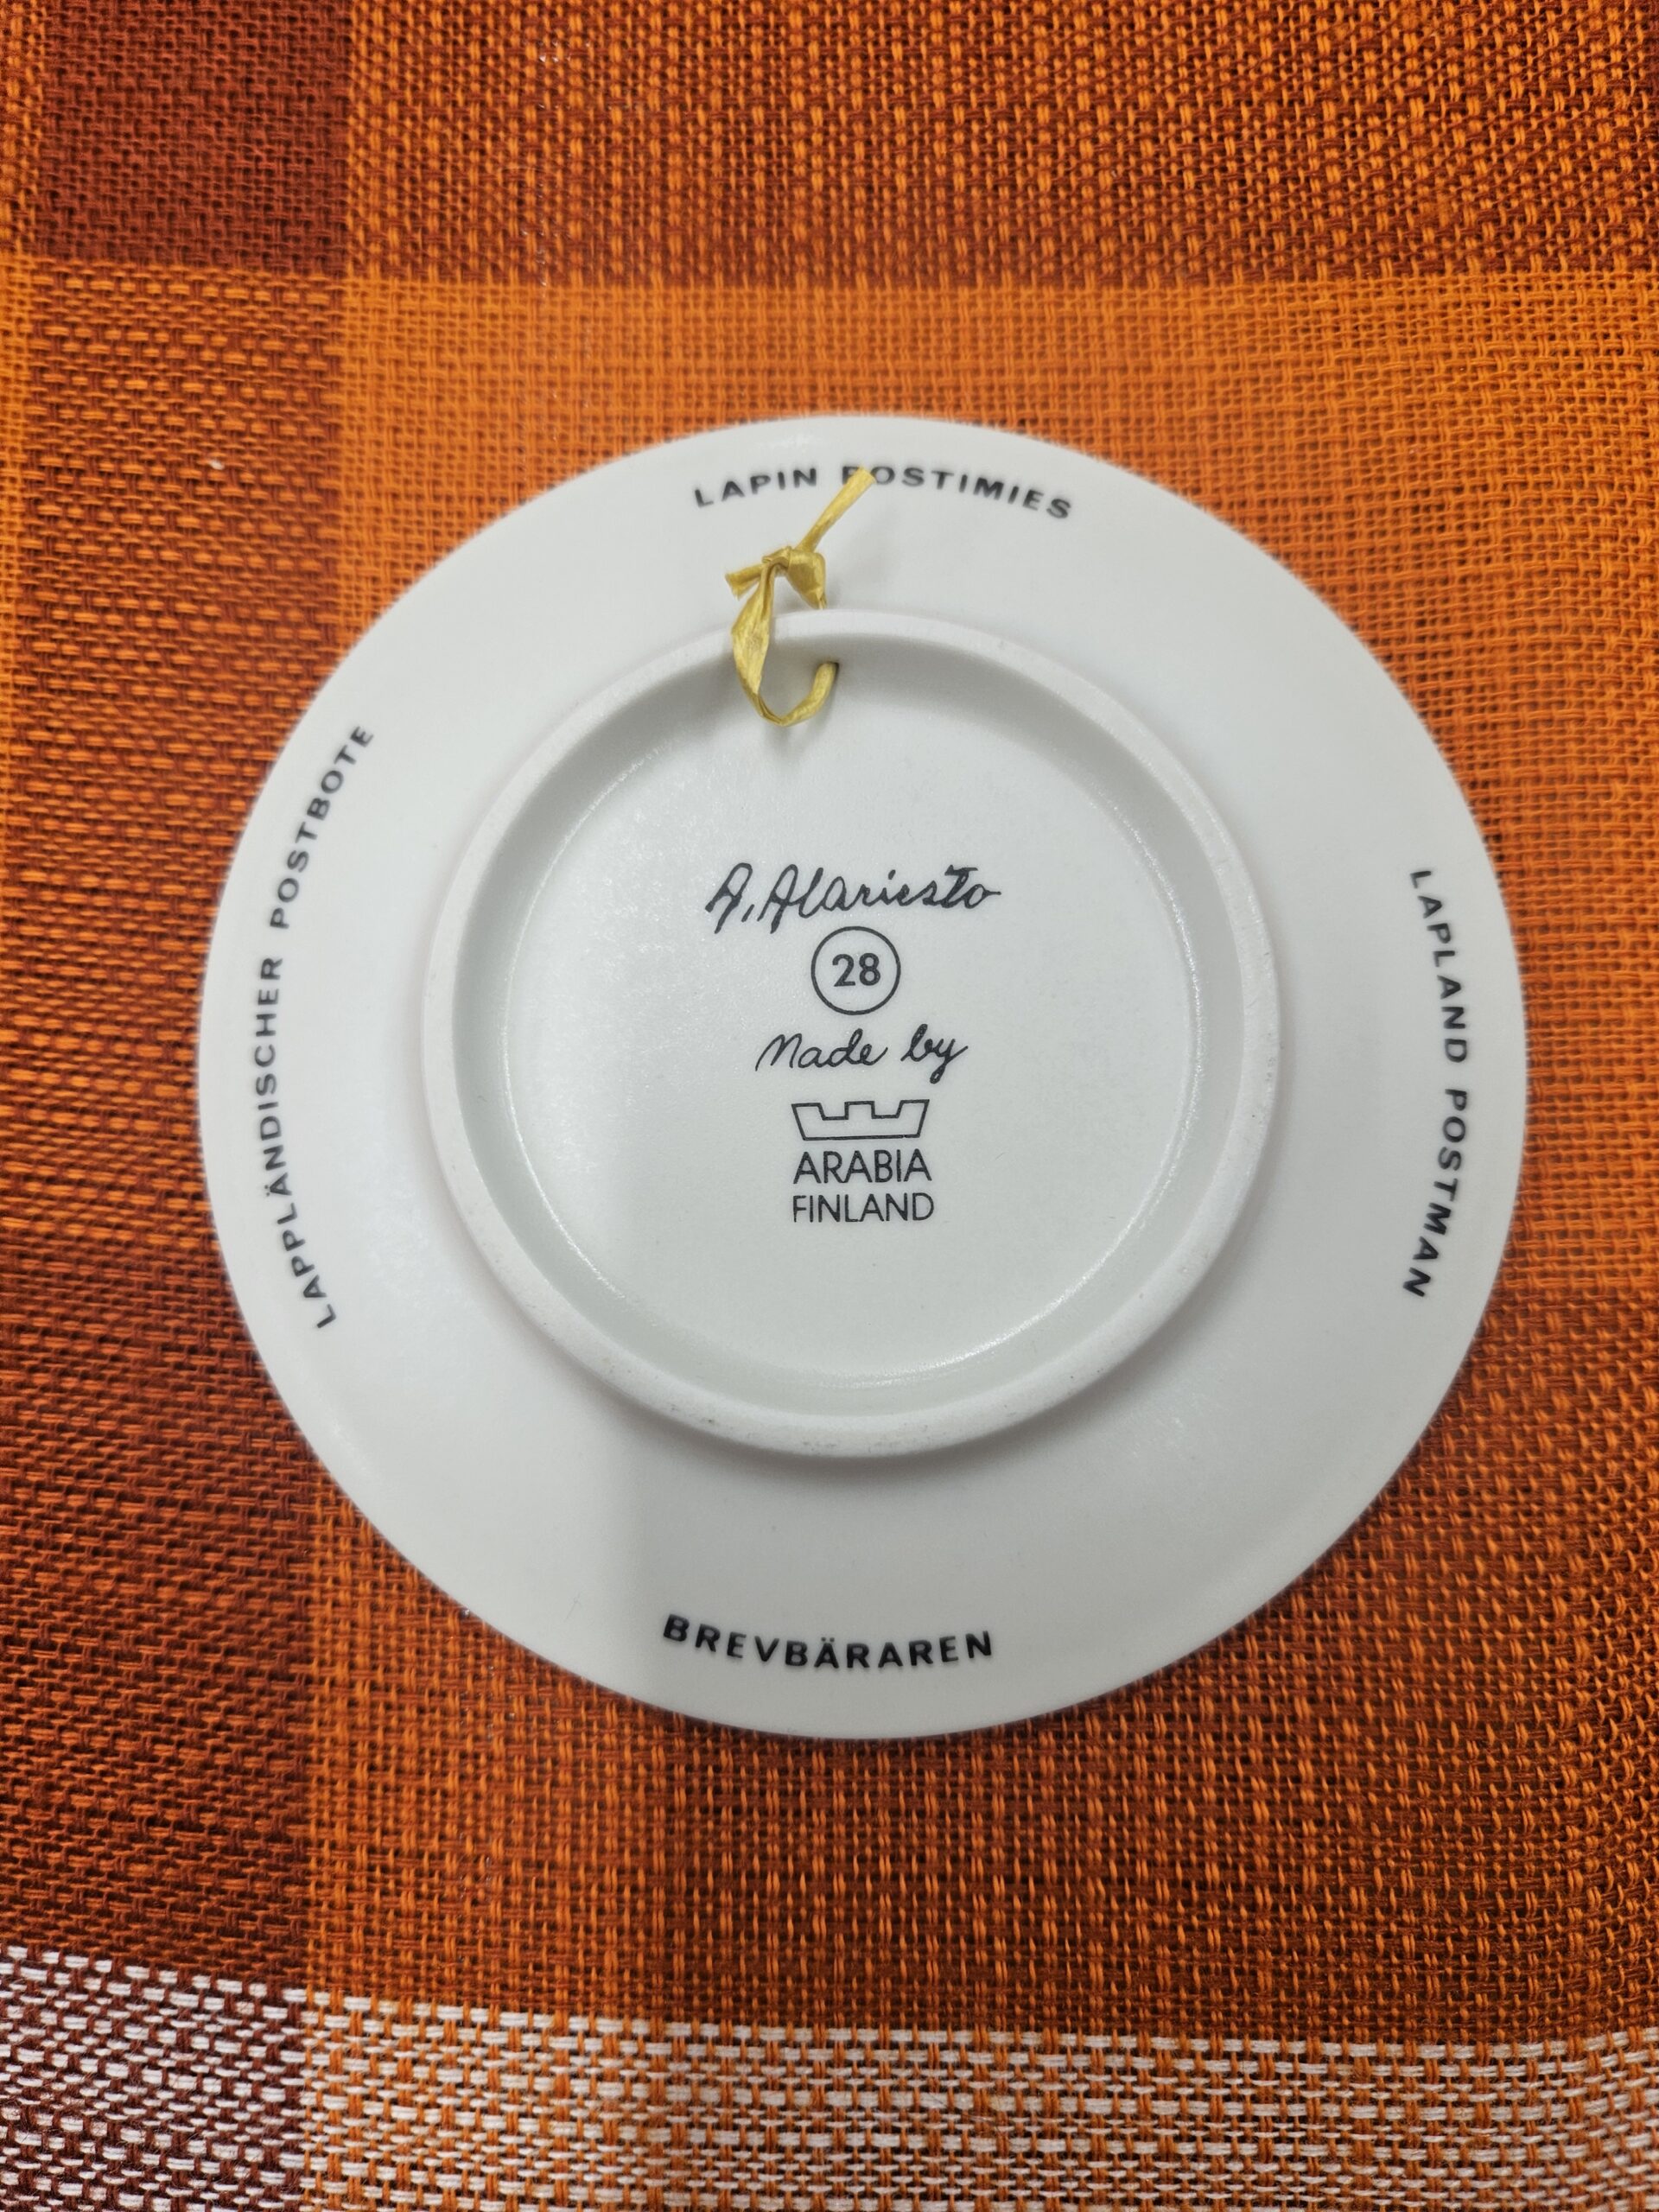 LAPIN POSTIMIES
LAPPLÄNDISCHER POSTBOTE
LAPLAND POSTMAN
A. Alariesto
28
Made by
ARABIA
FINLAND
BREVBÄRAREN